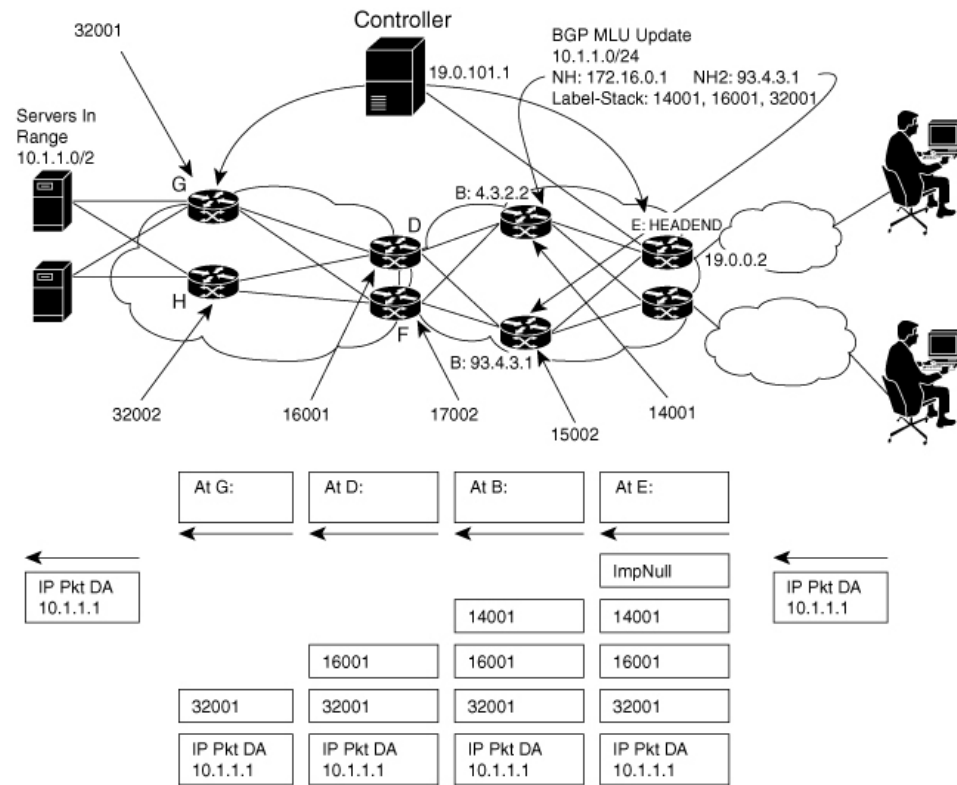 Controller
32001
BGP MLU Update
10.1.1.0/24
NH: 172.16.0.1 NH2: 93.4.3.1
Label-Stack: 14001, 16001, 32001
19.0.101.1
Servers In
Range
10.1.1.0/2
G
B: 4.3.2.2
D
E: HEADEND
19.0.0.2
H
F
B: 93.4.3.1
32002
16001
17002
15002
14001
At G:
At D:
At B:
At E:
IP Pkt DA
10.1.1.1
ImpNull
IP Pkt DA
10.1.1.1
14001
14001
16001
16001
16001
32001
32001
32001
32001
IP Pkt DA
10.1.1.1
IP Pkt DA
10.1.1.1
IP Pkt DA
10.1.1.1
IP Pkt DA
10.1.1.1